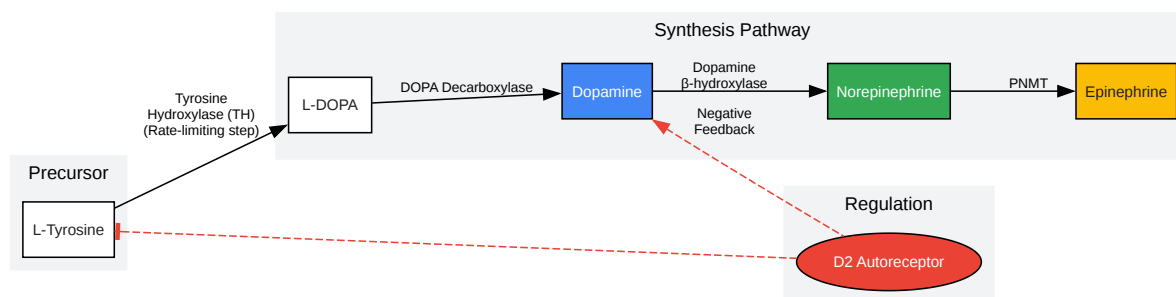 Synthesis Pathway
Tyrosine
Hydroxylase (TH)
(Rate-limiting step)
L-DOPA
DOPA Decarboxylase
Dopamine
Dopamine
β-hydroxylase
Negative
Feedback
Norepinephrine
PNMT
Epinephrine
Precursor
L-Tyrosine
Regulation
D2 Autoreceptor